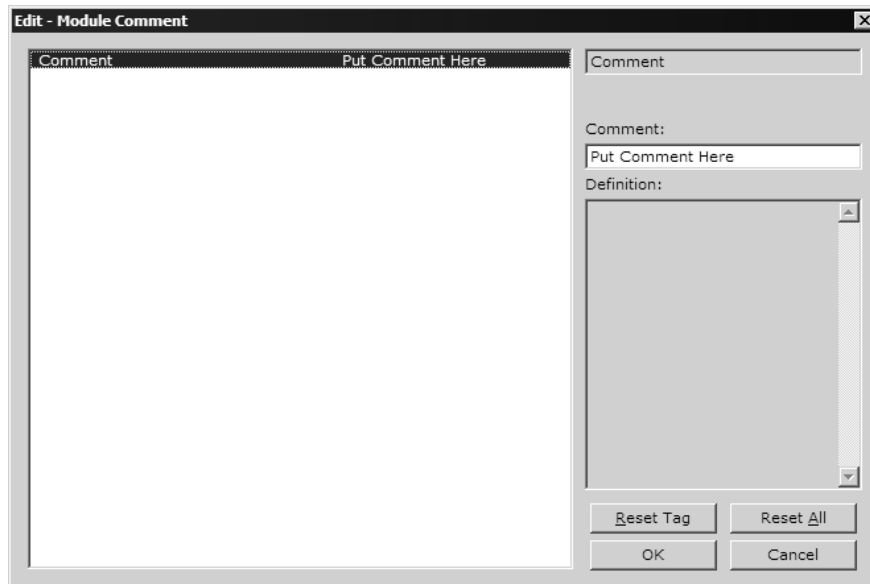 Edit - Module Comment
Comment Put Comment Here
Comment
Comment:
Put Comment Here
Definition:
Reset Tag Reset All
OK Cancel